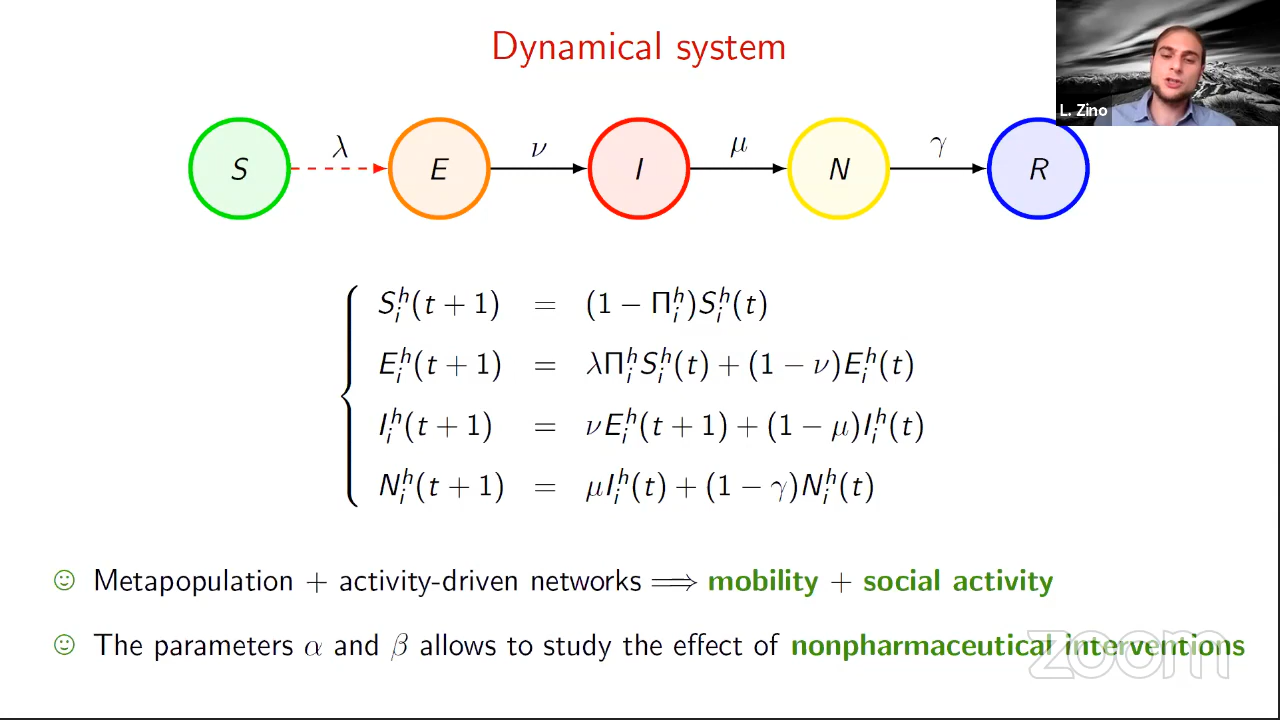 Dynamical system
L. Zino
S λ E ν I μ N γ R
S_i^h(t + 1) = (1 − Π_i^h)S_i^h(t)
E_i^h(t + 1) = λΠ_i^hS_i^h(t) + (1 − ν)E_i^h(t)
I_i^h(t + 1) = νE_i^h(t + 1) + (1 − μ)I_i^h(t)
N_i^h(t + 1) = μI_i^h(t) + (1 − γ)N_i^h(t)
☺ Metapopulation + activity-driven networks ⟹ mobility + social activity
☺ The parameters α and β allows to study the effect of nonpharmaceutical interventions
zoom